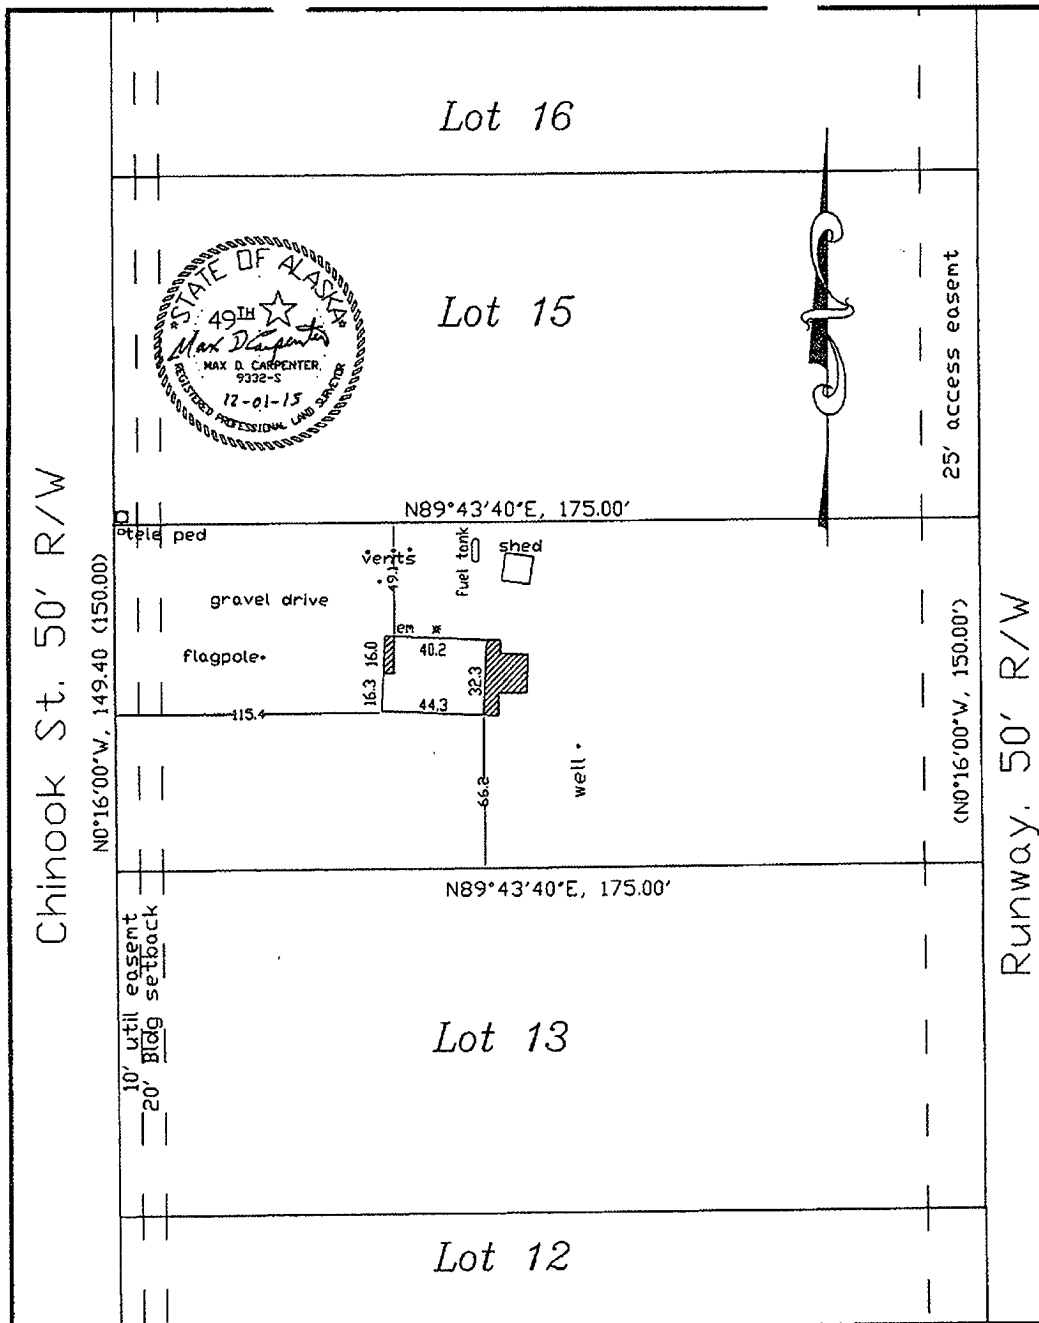 Lot 16
STATE OF ALASKA
49TH
Max D Carpenter
MAX D. CARPENTER
9332-S
12-01-15
REGISTERED PROFESSIONAL LAND SURVEYOR
Lot 15
25' access easemt
N89°43'40"E, 175.00'
tele ped
vents
49.1
fuel tank
shed
gravel drive
em
40.2
flagpole
16.0
16.3
32.3
44.3
115.4
66.2
well
Chinook St. 50' R/W
N0°16'00"W, 149.40 (150.00)
(N0°16'00"W, 150.00')
Runway. 50' R/W
N89°43'40"E, 175.00'
10' util easemt
20' Bldg setback
Lot 13
Lot 12